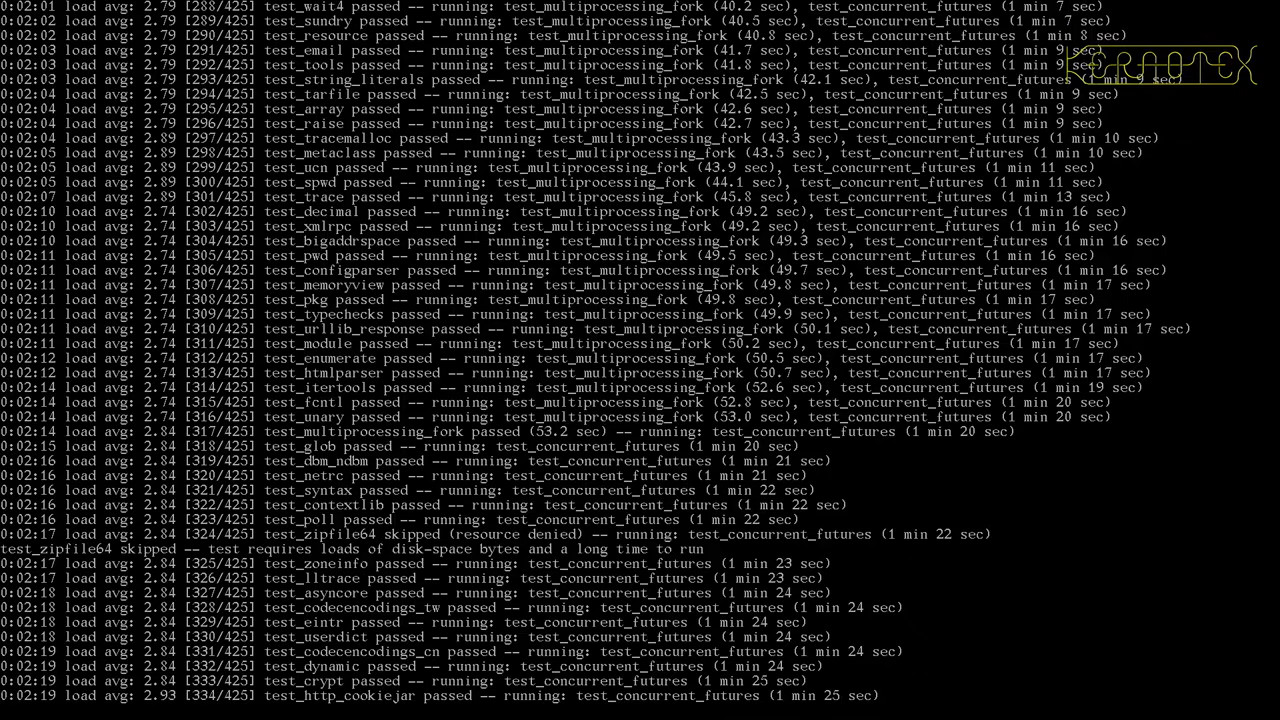 0:02:01 load avg: 2.79 [288/425] test_wait4 passed -- running: test_multiprocessing_fork (40.2 sec), test_concurrent_futures (1 min 7 sec)
0:02:02 load avg: 2.79 [289/425] test_sundry passed -- running: test_multiprocessing_fork (40.5 sec), test_concurrent_futures (1 min 7 sec)
0:02:02 load avg: 2.79 [290/425] test_resource passed -- running: test_multiprocessing_fork (40.8 sec), test_concurrent_futures (1 min 8 sec)
0:02:03 load avg: 2.79 [291/425] test_email passed -- running: test_multiprocessing_fork (41.7 sec), test_concurrent_futures (1 min 9
0:02:03 load avg: 2.79 [292/425] test_tools passed -- running: test_multiprocessing_fork (41.8 sec), test_concurrent_futures (1 min 9
0:02:03 load avg: 2.79 [293/425] test_string_literals passed -- running: test_multiprocessing_fork (42.1 sec), test_concurrent_futures (1 min 9 sec)
KERNOTEX
0:02:04 load avg: 2.79 [294/425] test_tarfile passed -- running: test_multiprocessing_fork (42.5 sec), test_concurrent_futures (1 min 9 sec)
0:02:04 load avg: 2.79 [295/425] test_array passed -- running: test_multiprocessing_fork (42.6 sec), test_concurrent_futures (1 min 9 sec)
0:02:04 load avg: 2.79 [296/425] test_raise passed -- running: test_multiprocessing_fork (42.7 sec), test_concurrent_futures (1 min 9 sec)
0:02:04 load avg: 2.89 [297/425] test_tracemalloc passed -- running: test_multiprocessing_fork (43.3 sec), test_concurrent_futures (1 min 10 sec)
0:02:05 load avg: 2.89 [298/425] test_metaclass passed -- running: test_multiprocessing_fork (43.5 sec), test_concurrent_futures (1 min 10 sec)
0:02:05 load avg: 2.89 [299/425] test_ucn passed -- running: test_multiprocessing_fork (43.9 sec), test_concurrent_futures (1 min 11 sec)
0:02:05 load avg: 2.89 [300/425] test_spwd passed -- running: test_multiprocessing_fork (44.1 sec), test_concurrent_futures (1 min 11 sec)
0:02:07 load avg: 2.89 [301/425] test_trace passed -- running: test_multiprocessing_fork (45.8 sec), test_concurrent_futures (1 min 13 sec)
0:02:10 load avg: 2.74 [302/425] test_decimal passed -- running: test_multiprocessing_fork (49.2 sec), test_concurrent_futures (1 min 16 sec)
0:02:10 load avg: 2.74 [303/425] test_xmlrpc passed -- running: test_multiprocessing_fork (49.2 sec), test_concurrent_futures (1 min 16 sec)
0:02:10 load avg: 2.74 [304/425] test_bigaddrspace passed -- running: test_multiprocessing_fork (49.3 sec), test_concurrent_futures (1 min 16 sec)
0:02:11 load avg: 2.74 [305/425] test_pwd passed -- running: test_multiprocessing_fork (49.5 sec), test_concurrent_futures (1 min 16 sec)
0:02:11 load avg: 2.74 [306/425] test_configparser passed -- running: test_multiprocessing_fork (49.7 sec), test_concurrent_futures (1 min 16 sec)
0:02:11 load avg: 2.74 [307/425] test_memoryview passed -- running: test_multiprocessing_fork (49.8 sec), test_concurrent_futures (1 min 17 sec)
0:02:11 load avg: 2.74 [308/425] test_pkg passed -- running: test_multiprocessing_fork (49.8 sec), test_concurrent_futures (1 min 17 sec)
0:02:11 load avg: 2.74 [309/425] test_typechecks passed -- running: test_multiprocessing_fork (49.9 sec), test_concurrent_futures (1 min 17 sec)
0:02:11 load avg: 2.74 [310/425] test_urllib_response passed -- running: test_multiprocessing_fork (50.1 sec), test_concurrent_futures (1 min 17 sec)
0:02:11 load avg: 2.74 [311/425] test_module passed -- running: test_multiprocessing_fork (50.2 sec), test_concurrent_futures (1 min 17 sec)
0:02:12 load avg: 2.74 [312/425] test_enumerate passed -- running: test_multiprocessing_fork (50.5 sec), test_concurrent_futures (1 min 17 sec)
0:02:12 load avg: 2.74 [313/425] test_htmlparser passed -- running: test_multiprocessing_fork (50.7 sec), test_concurrent_futures (1 min 17 sec)
0:02:14 load avg: 2.74 [314/425] test_itertools passed -- running: test_multiprocessing_fork (52.6 sec), test_concurrent_futures (1 min 19 sec)
0:02:14 load avg: 2.74 [315/425] test_fcntl passed -- running: test_multiprocessing_fork (52.8 sec), test_concurrent_futures (1 min 20 sec)
0:02:14 load avg: 2.74 [316/425] test_unary passed -- running: test_multiprocessing_fork (53.0 sec), test_concurrent_futures (1 min 20 sec)
0:02:14 load avg: 2.84 [317/425] test_multiprocessing_fork passed (53.2 sec) -- running: test_concurrent_futures (1 min 20 sec)
0:02:15 load avg: 2.84 [318/425] test_glob passed -- running: test_concurrent_futures (1 min 20 sec)
0:02:16 load avg: 2.84 [319/425] test_dbm_ndbm passed -- running: test_concurrent_futures (1 min 21 sec)
0:02:16 load avg: 2.84 [320/425] test_netrc passed -- running: test_concurrent_futures (1 min 21 sec)
0:02:16 load avg: 2.84 [321/425] test_syntax passed -- running: test_concurrent_futures (1 min 22 sec)
0:02:16 load avg: 2.84 [322/425] test_contextlib passed -- running: test_concurrent_futures (1 min 22 sec)
0:02:16 load avg: 2.84 [323/425] test_poll passed -- running: test_concurrent_futures (1 min 22 sec)
0:02:17 load avg: 2.84 [324/425] test_zipfile64 skipped (resource denied) -- running: test_concurrent_futures (1 min 22 sec)
test_zipfile64 skipped -- test requires loads of disk-space bytes and a long time to run
0:02:17 load avg: 2.84 [325/425] test_zoneinfo passed -- running: test_concurrent_futures (1 min 23 sec)
0:02:17 load avg: 2.84 [326/425] test_lltrace passed -- running: test_concurrent_futures (1 min 23 sec)
0:02:18 load avg: 2.84 [327/425] test_asyncore passed -- running: test_concurrent_futures (1 min 24 sec)
0:02:18 load avg: 2.84 [328/425] test_codecencodings_tw passed -- running: test_concurrent_futures (1 min 24 sec)
0:02:18 load avg: 2.84 [329/425] test_eintr passed -- running: test_concurrent_futures (1 min 24 sec)
0:02:18 load avg: 2.84 [330/425] test_userdict passed -- running: test_concurrent_futures (1 min 24 sec)
0:02:19 load avg: 2.84 [331/425] test_codecencodings_cn passed -- running: test_concurrent_futures (1 min 24 sec)
0:02:19 load avg: 2.84 [332/425] test_dynamic passed -- running: test_concurrent_futures (1 min 24 sec)
0:02:19 load avg: 2.84 [333/425] test_crypt passed -- running: test_concurrent_futures (1 min 25 sec)
0:02:19 load avg: 2.93 [334/425] test_http_cookiejar passed -- running: test_concurrent_futures (1 min 25 sec)